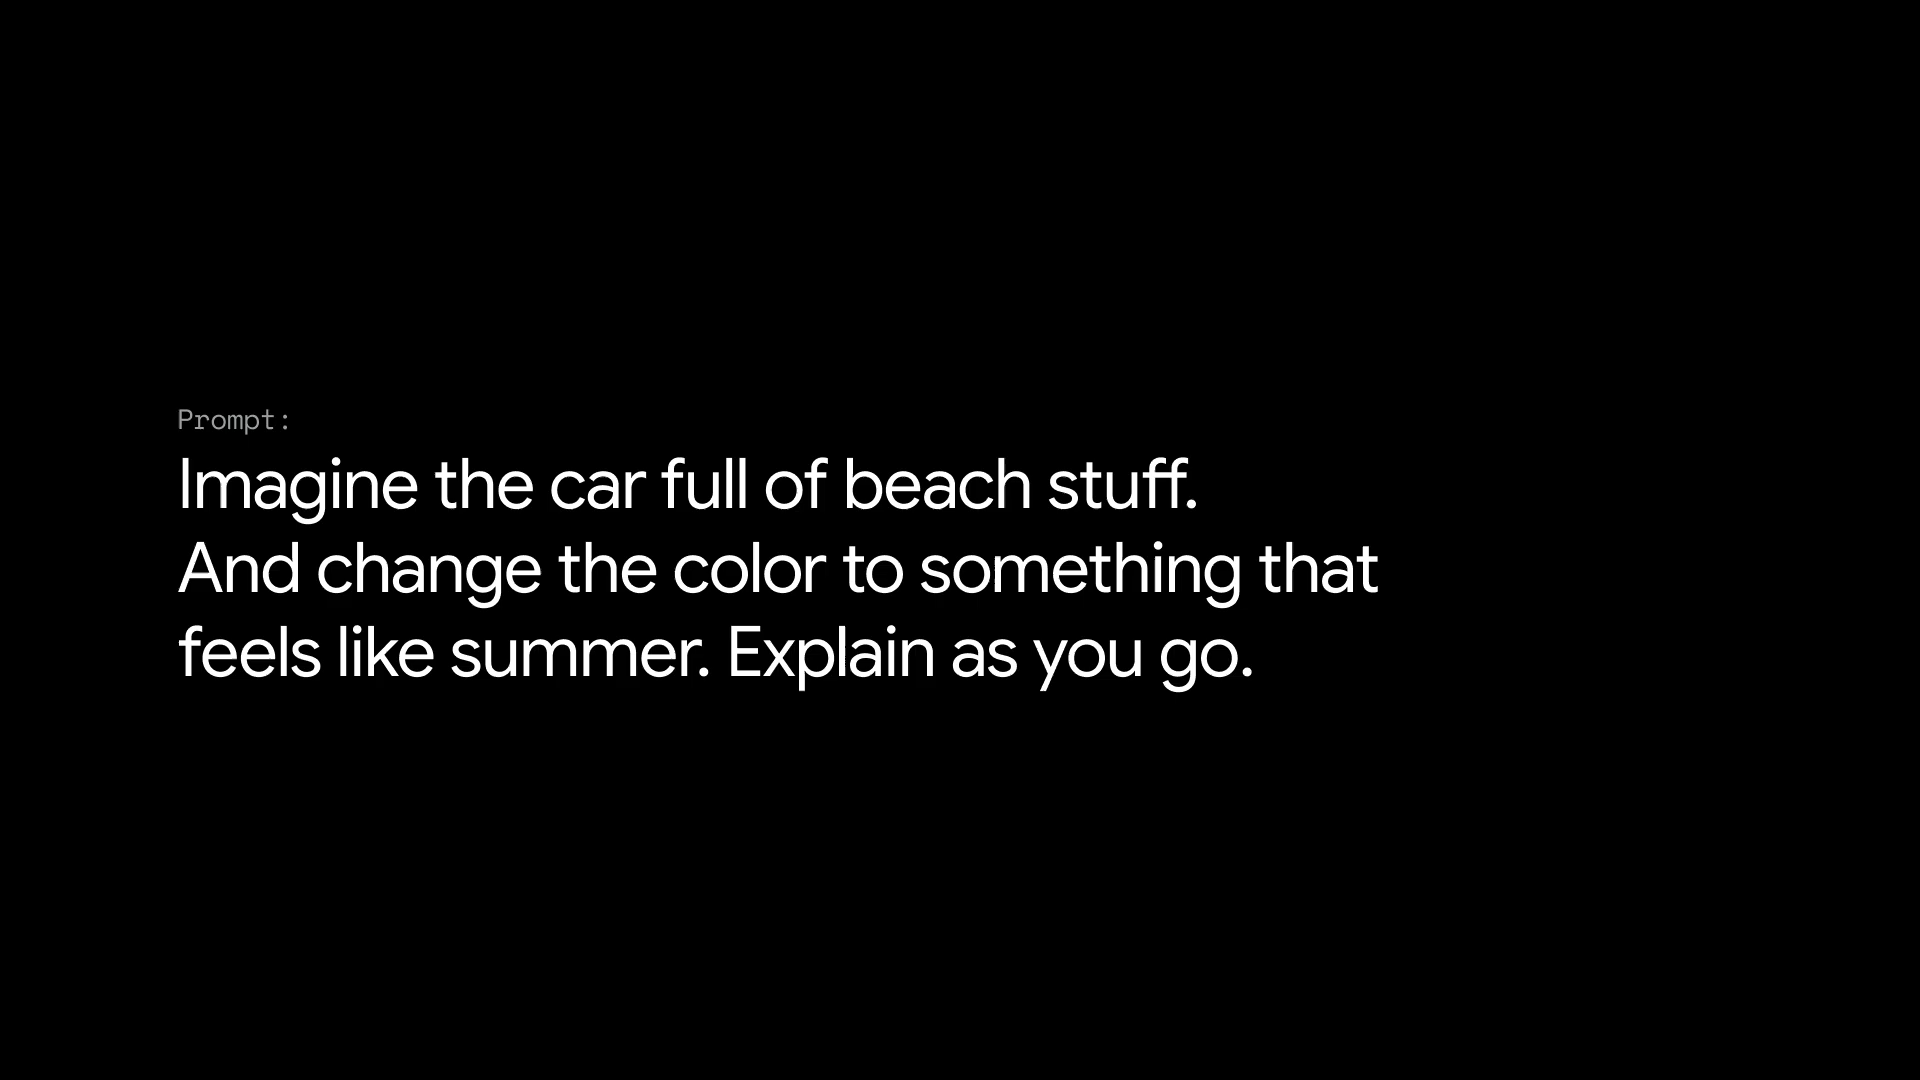 Prompt:
Imagine the car full of beach stuff.
And change the color to something that
feels like summer. Explain as you go.